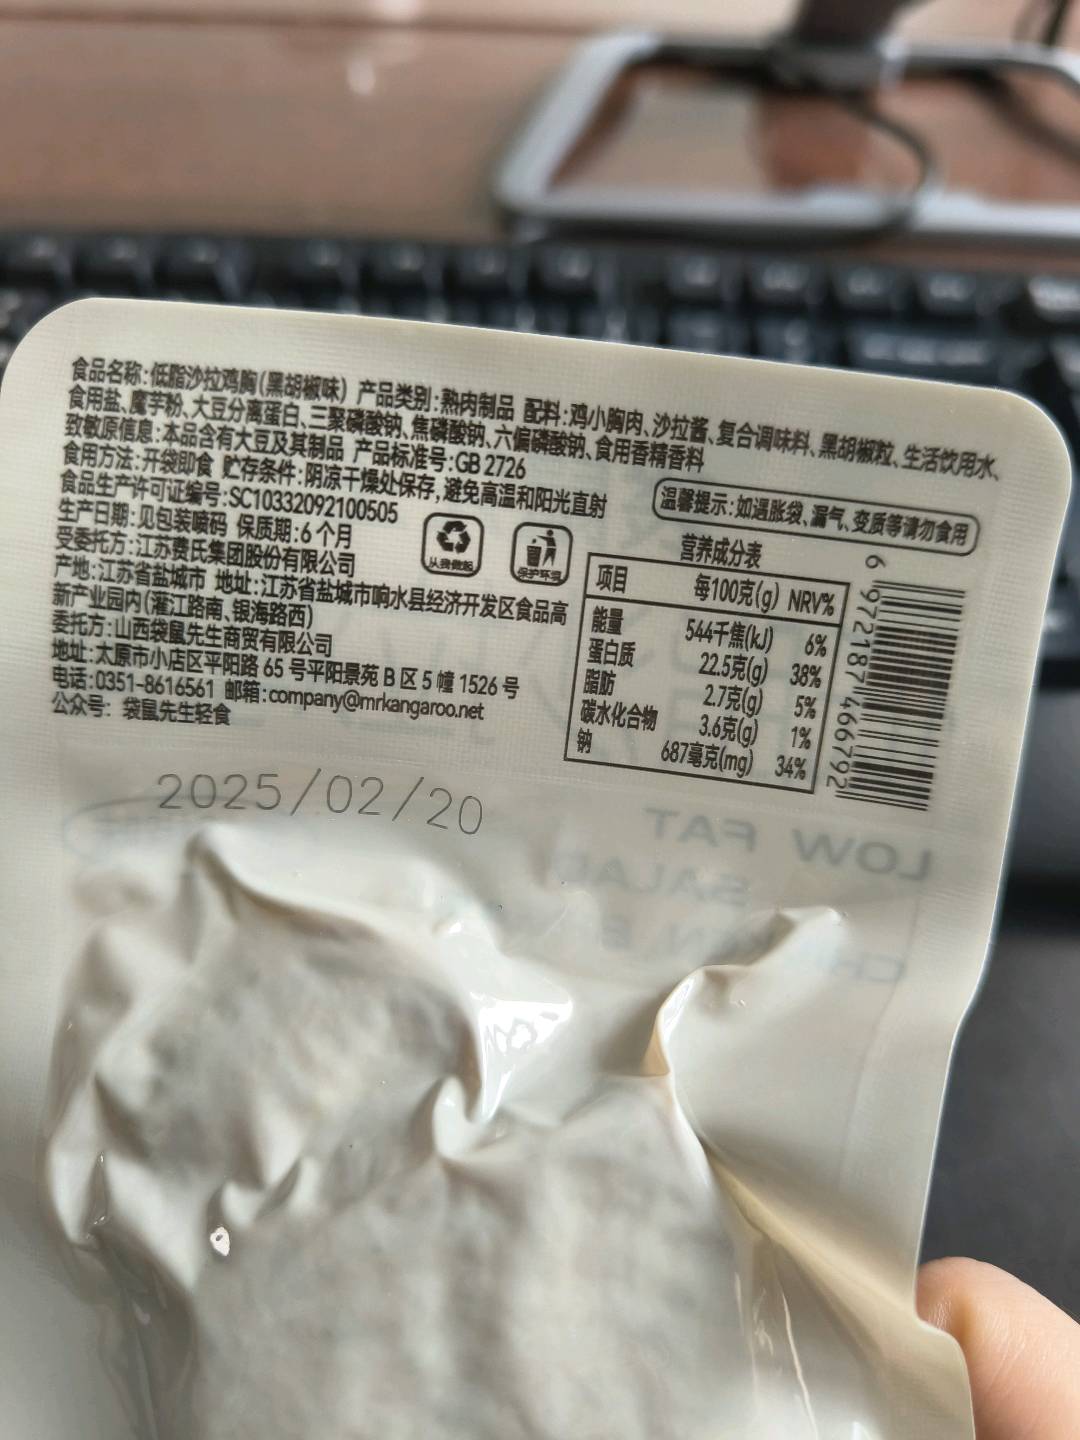 食品名称:低脂沙拉鸡胸(黑胡椒味) 产品类别:熟肉制品 配料:鸡小胸肉、沙拉酱、复合调味料、黑胡椒粒、生活饮用水、
食用盐、魔芋粉、大豆分离蛋白、三聚磷酸钠、焦磷酸钠、六偏磷酸钠、食用香精香料
致敏原信息:本品含有大豆及其制品 产品标准号:GB 2726
食用方法:开袋即食 贮存条件:阴凉干燥处保存,避免高温和阳光直射
食品生产许可证编号:SC10332092100505
生产日期:见包装喷码 保质期:6个月
受委托方:江苏费氏集团股份有限公司
产地:江苏省盐城市 地址:江苏省盐城市响水县经济开发区食品高
新产业园内(灌江路南、银海路西)
委托方:山西袋鼠先生商贸有限公司
地址:太原市小店区平阳路65号平阳景苑B区5幢1526号
电话:0351-8616561 邮箱:company@mrkangaroo.net
公众号: 袋鼠先生轻食
从我做起
保护环境
温馨提示:如遇胀袋、漏气、变质等请勿食用
营养成分表
项目 每100克(g) NRV%
能量 544千焦(kJ) 6%
蛋白质 22.5克(g) 38%
脂肪 2.7克(g) 5%
碳水化合物 3.6克(g) 1%
钠 687毫克(mg) 34%
6 972187 466792
2025/02/20
LOW FAT
SALAD